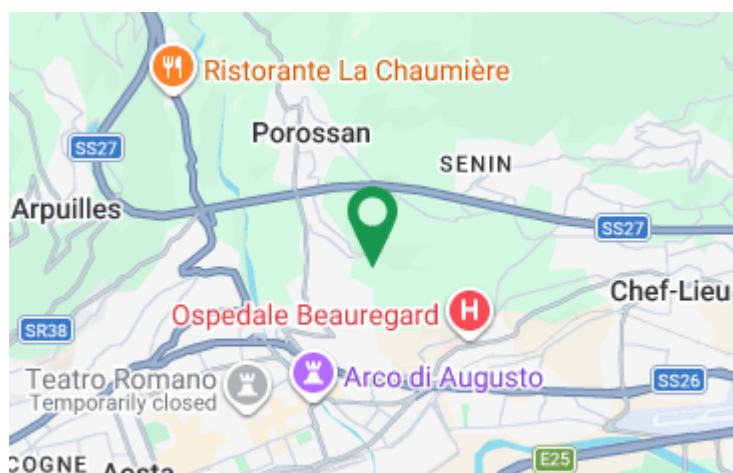 Ristorante La Chaumière
Porossan
SS27
SENIN
Arpuilles
SS27
Chef-Lieu
Ospedale Beauregard
H
SR38
Teatro Romano
Temporarily closed
Arco di Augusto
SS26
COGNE
Aosta
E25